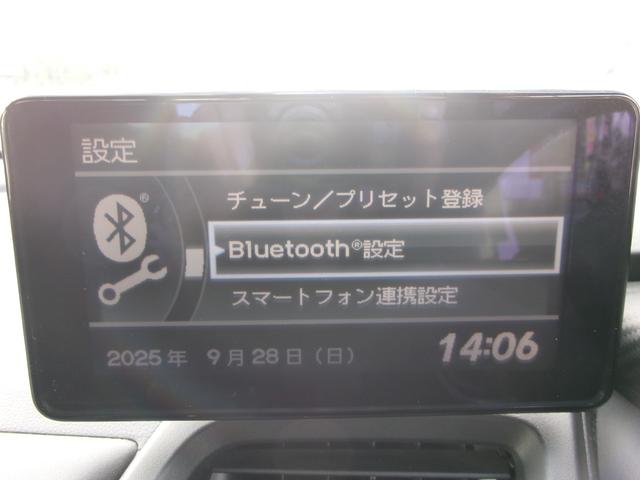 設定
チューン／プリセット登録
Bluetooth®設定
スマートフォン連携設定
2025年 9月28日（日）
14:06